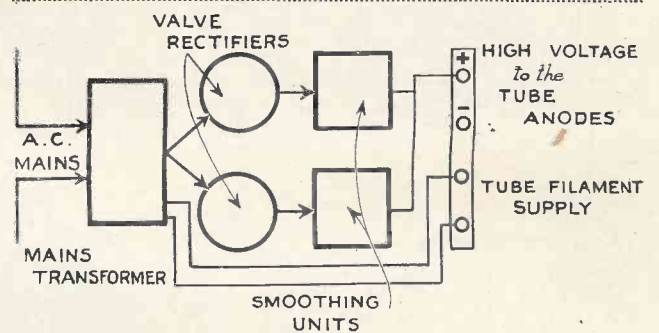 VALVE
RECTIFIERS
HIGH VOLTAGE
to the
TUBE
ANODES
+
−
A.C.
MAINS
TUBE FILAMENT
SUPPLY
MAINS
TRANSFORMER
SMOOTHING
UNITS